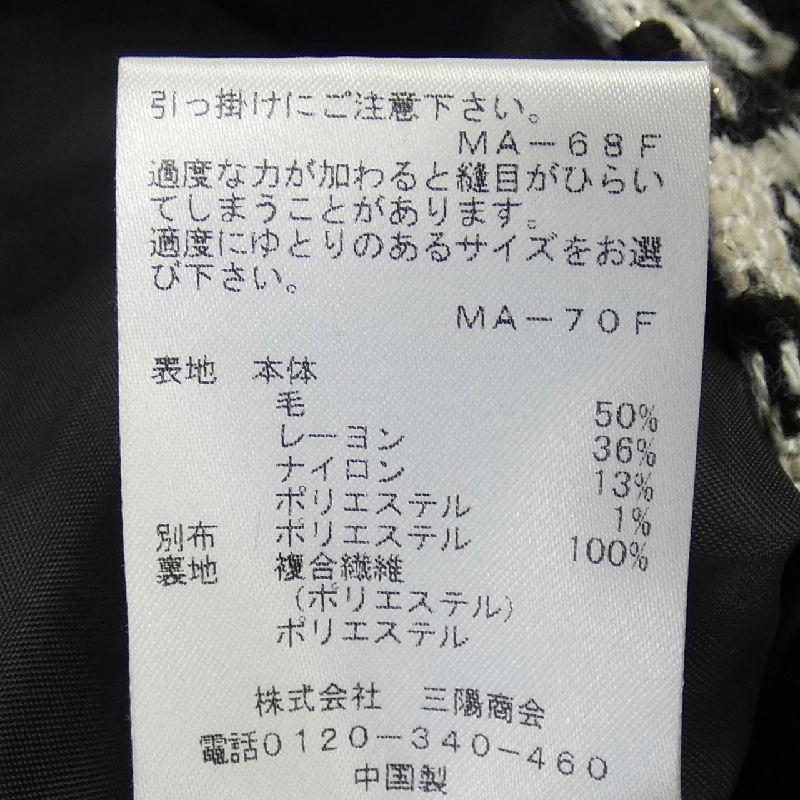 引っ掛けにご注意下さい。
MA－68F
過度な力が加わると縫目がひらい
てしまうことがあります。
適度にゆとりのあるサイズをお選
び下さい。
MA－70F
表地 本体
毛 50%
レーヨン 36%
ナイロン 13%
ポリエステル 1%
別布 ポリエステル 100%
裏地 複合繊維
（ポリエステル）
ポリエステル
株式会社 三陽商会
電話0120－340－460
中国製